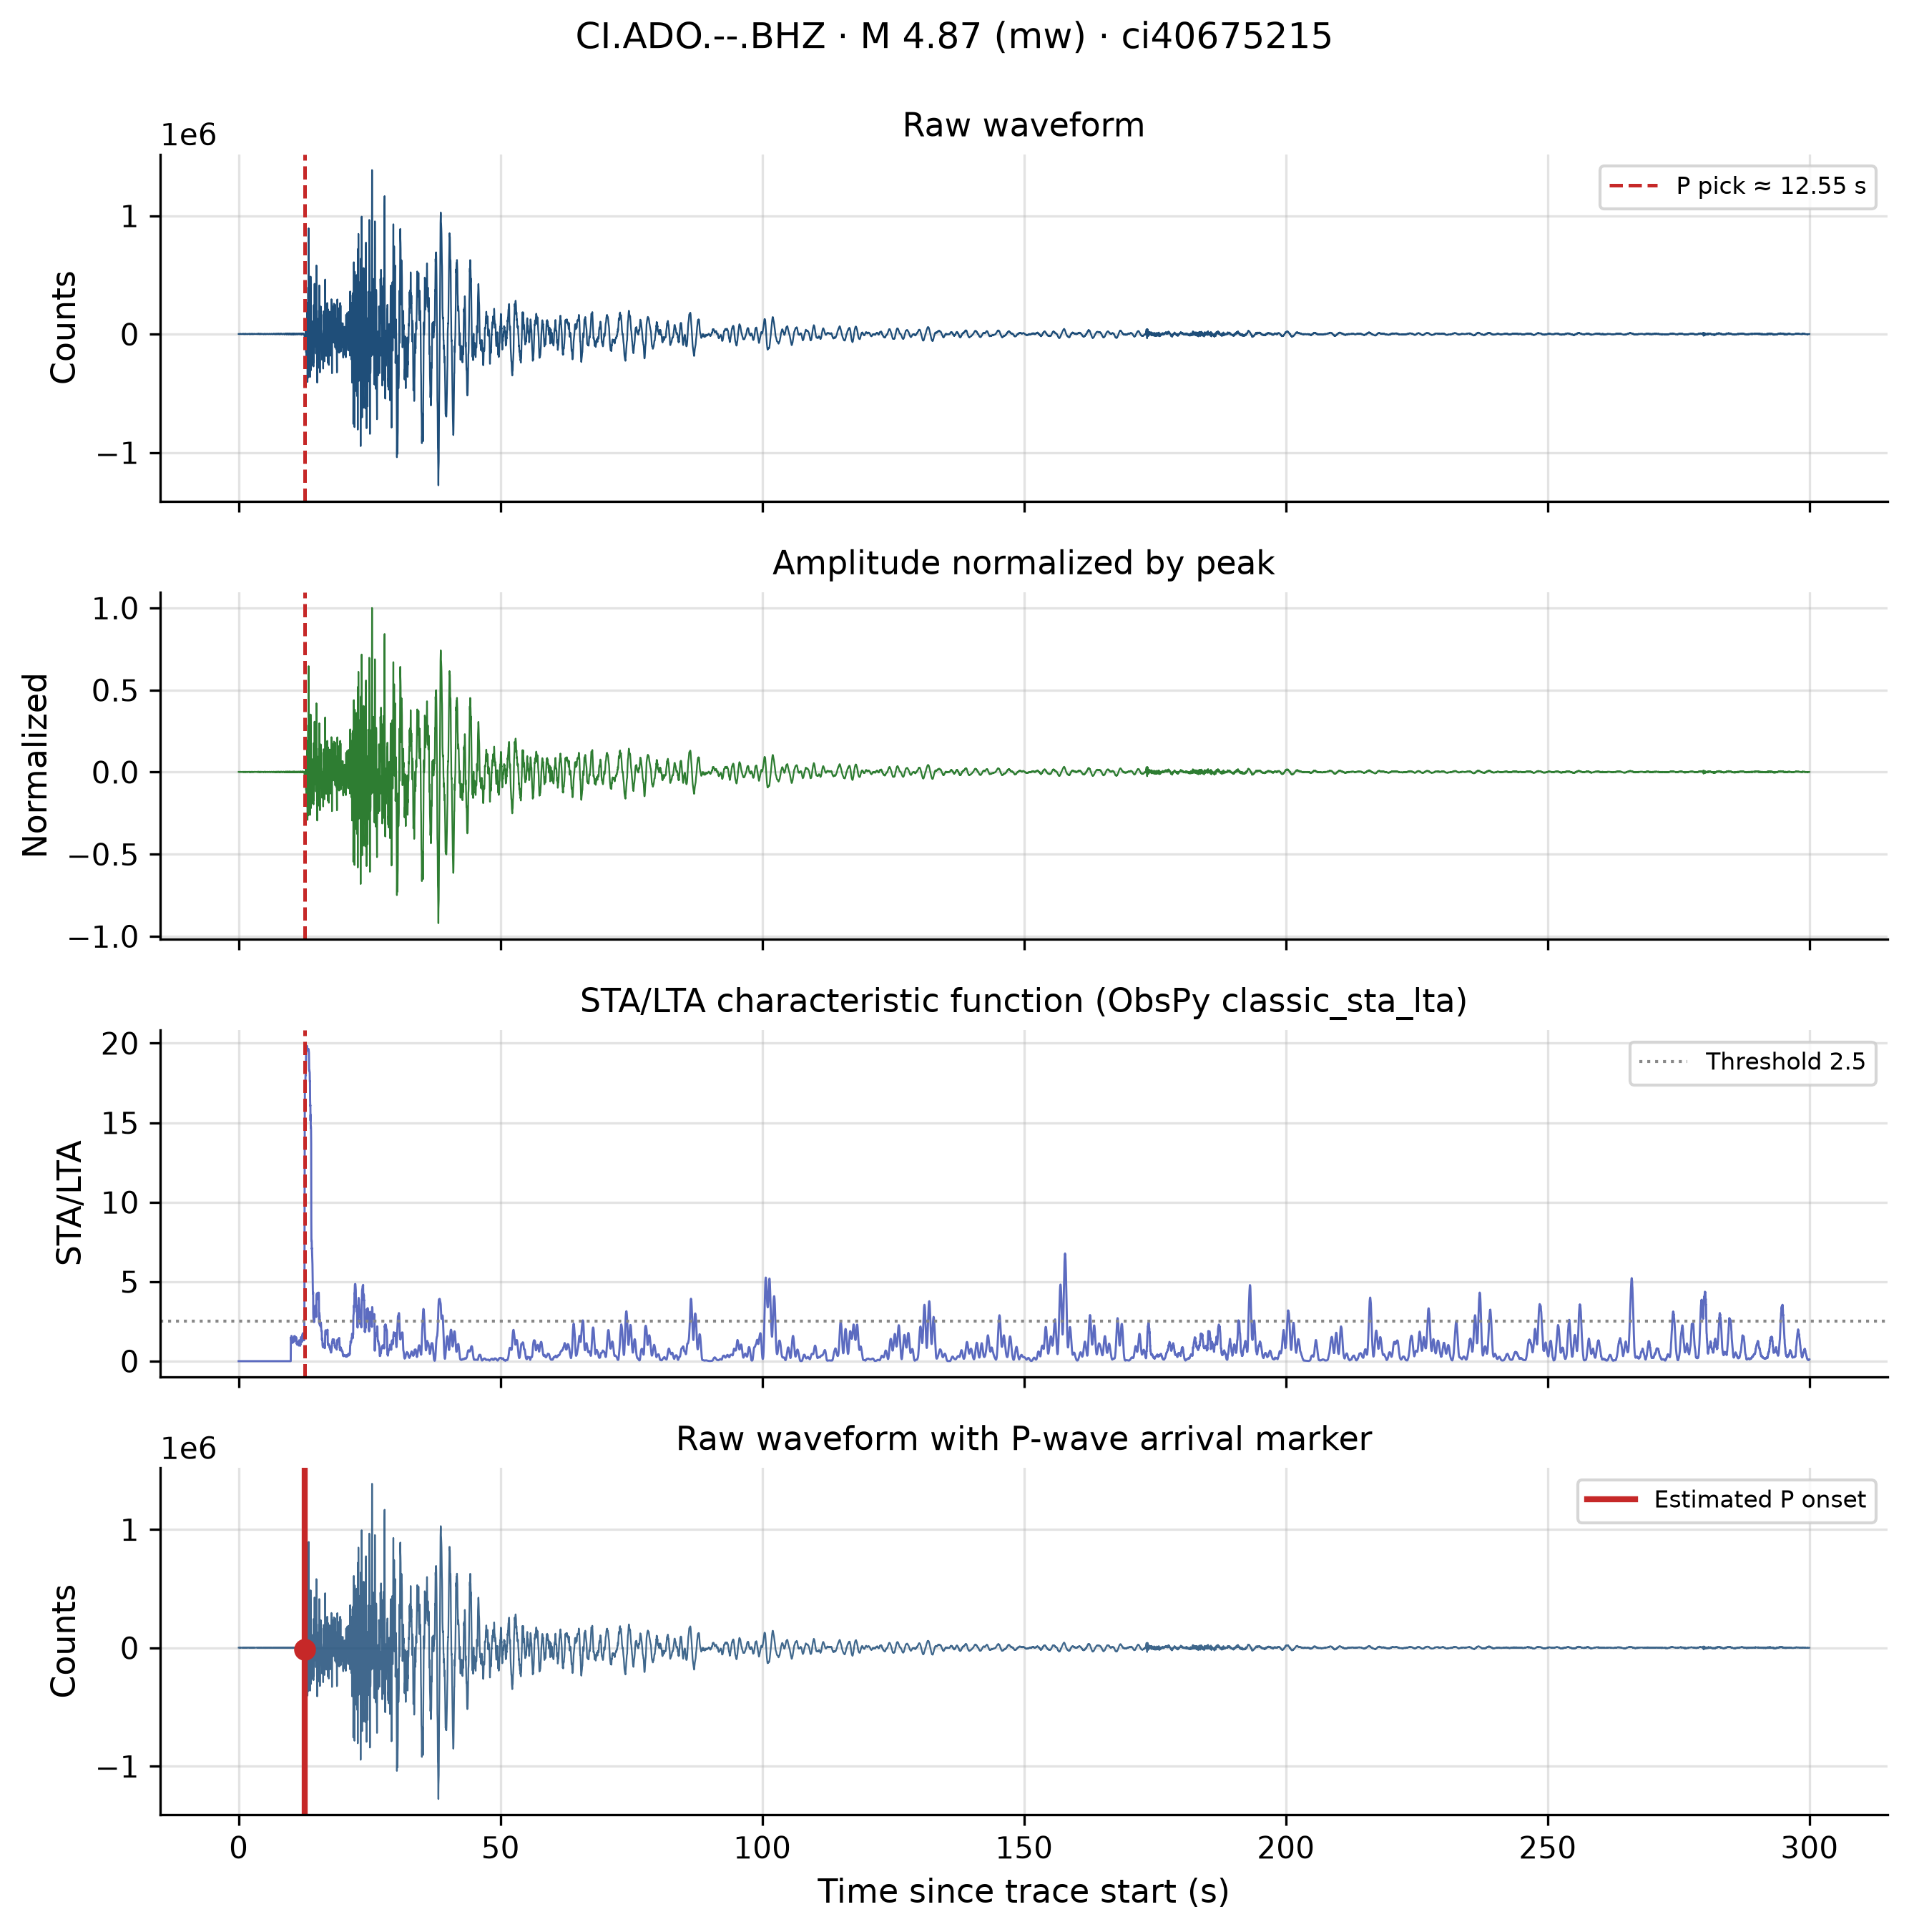 CI.ADO.--.BHZ · M 4.87 (mw) · ci40675215
Raw waveform
1e6
P pick ≈ 12.55 s
1
0
−1
Counts
Amplitude normalized by peak
1.0
0.5
0.0
−0.5
−1.0
Normalized
STA/LTA characteristic function (ObsPy classic_sta_lta)
Threshold 2.5
20
15
10
5
0
STA/LTA
Raw waveform with P-wave arrival marker
1e6
Estimated P onset
1
0
−1
Counts
0 50 100 150 200 250 300
Time since trace start (s)